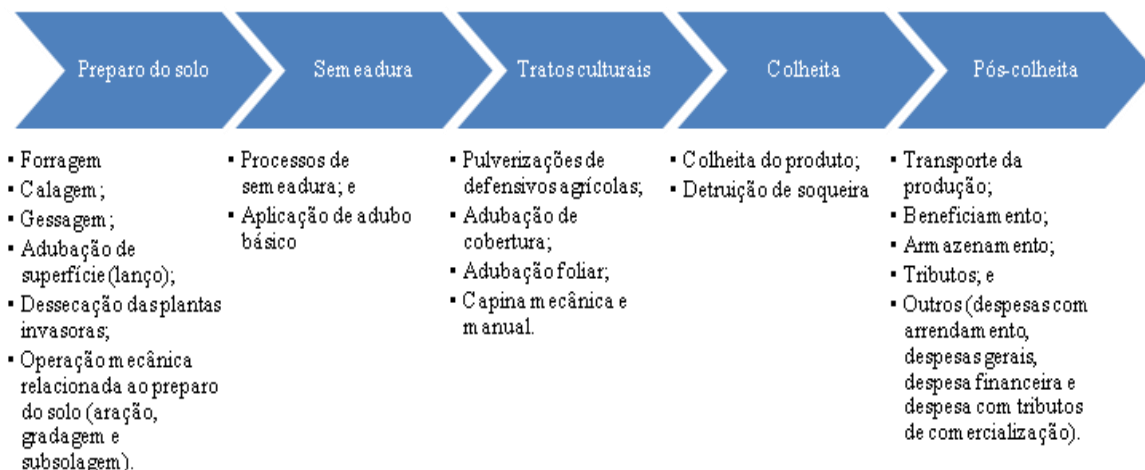 Preparo do solo
Semeadura
Tratos culturais
Colheita
Pós-colheita
▪ Forragem
▪ Calagem;
▪ Gessagem;
▪ Adubação de
superfície (lanço);
▪ Dessecação das plantas
invasoras;
▪ Operação mecânica
relacionada ao preparo
do solo (aração,
gradagem e
subsolagem).
▪ Processos de
semeadura; e
▪ Aplicação de adubo
básico
▪ Pulverizações de
defensivos agrícolas;
▪ Adubação de
cobertura;
▪ Adubação foliar;
▪ Capina mecânica e
manual.
▪ Colheita do produto;
▪ Detruição de soqueira
▪ Transporte da
produção;
▪ Beneficiamento;
▪ Armazenamento;
▪ Tributos; e
▪ Outros (despesas com
arrendamento,
despesas gerais,
despesa financeira e
despesa com tributos
de comercialização).